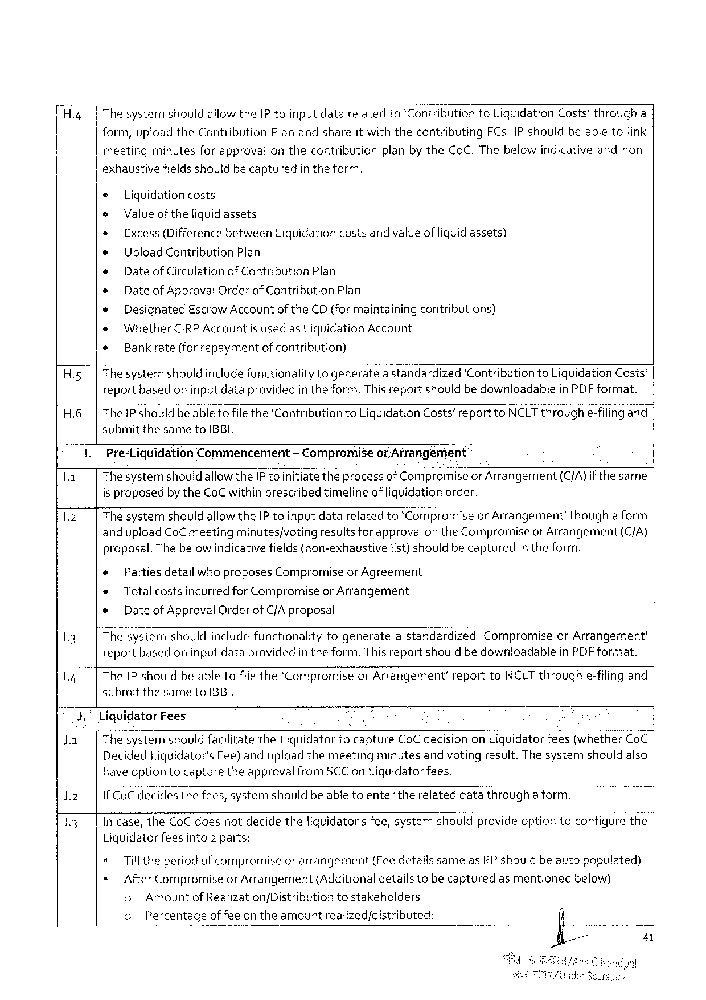 H.4 The system should allow the IP to input data related to ‘Contribution to Liquidation Costs’ through a
form, upload the Contribution Plan and share it with the contributing FCs. IP should be able to link
meeting minutes for approval on the contribution plan by the CoC. The below indicative and non-
exhaustive fields should be captured in the form.
• Liquidation costs
• Value of the liquid assets
• Excess (Difference between Liquidation costs and value of liquid assets)
• Upload Contribution Plan
• Date of Circulation of Contribution Plan
• Date of Approval Order of Contribution Plan
• Designated Escrow Account of the CD (for maintaining contributions)
• Whether CIRP Account is used as Liquidation Account
• Bank rate (for repayment of contribution)
H.5 The system should include functionality to generate a standardized 'Contribution to Liquidation Costs'
report based on input data provided in the form. This report should be downloadable in PDF format.
H.6 The IP should be able to file the ‘Contribution to Liquidation Costs’ report to NCLT through e-filing and
submit the same to IBBI.
I. Pre-Liquidation Commencement – Compromise or Arrangement
I.1 The system should allow the IP to initiate the process of Compromise or Arrangement (C/A) if the same
is proposed by the CoC within prescribed timeline of liquidation order.
I.2 The system should allow the IP to input data related to ‘Compromise or Arrangement’ though a form
and upload CoC meeting minutes/voting results for approval on the Compromise or Arrangement (C/A)
proposal. The below indicative fields (non-exhaustive list) should be captured in the form.
• Parties detail who proposes Compromise or Agreement
• Total costs incurred for Compromise or Arrangement
• Date of Approval Order of C/A proposal
I.3 The system should include functionality to generate a standardized 'Compromise or Arrangement'
report based on input data provided in the form. This report should be downloadable in PDF format.
I.4 The IP should be able to file the ‘Compromise or Arrangement’ report to NCLT through e-filing and
submit the same to IBBI.
J. Liquidator Fees
J.1 The system should facilitate the Liquidator to capture CoC decision on Liquidator fees (whether CoC
Decided Liquidator’s Fee) and upload the meeting minutes and voting result. The system should also
have option to capture the approval from SCC on Liquidator fees.
J.2 If CoC decides the fees, system should be able to enter the related data through a form.
J.3 In case, the CoC does not decide the liquidator's fee, system should provide option to configure the
Liquidator fees into 2 parts:
▪ Till the period of compromise or arrangement (Fee details same as RP should be auto populated)
▪ After Compromise or Arrangement (Additional details to be captured as mentioned below)
o Amount of Realization/Distribution to stakeholders
o Percentage of fee on the amount realized/distributed:
41
अनिल चन्द्र काण्डपाल/Anil C Kandpal
अवर सचिव/Under Secretary